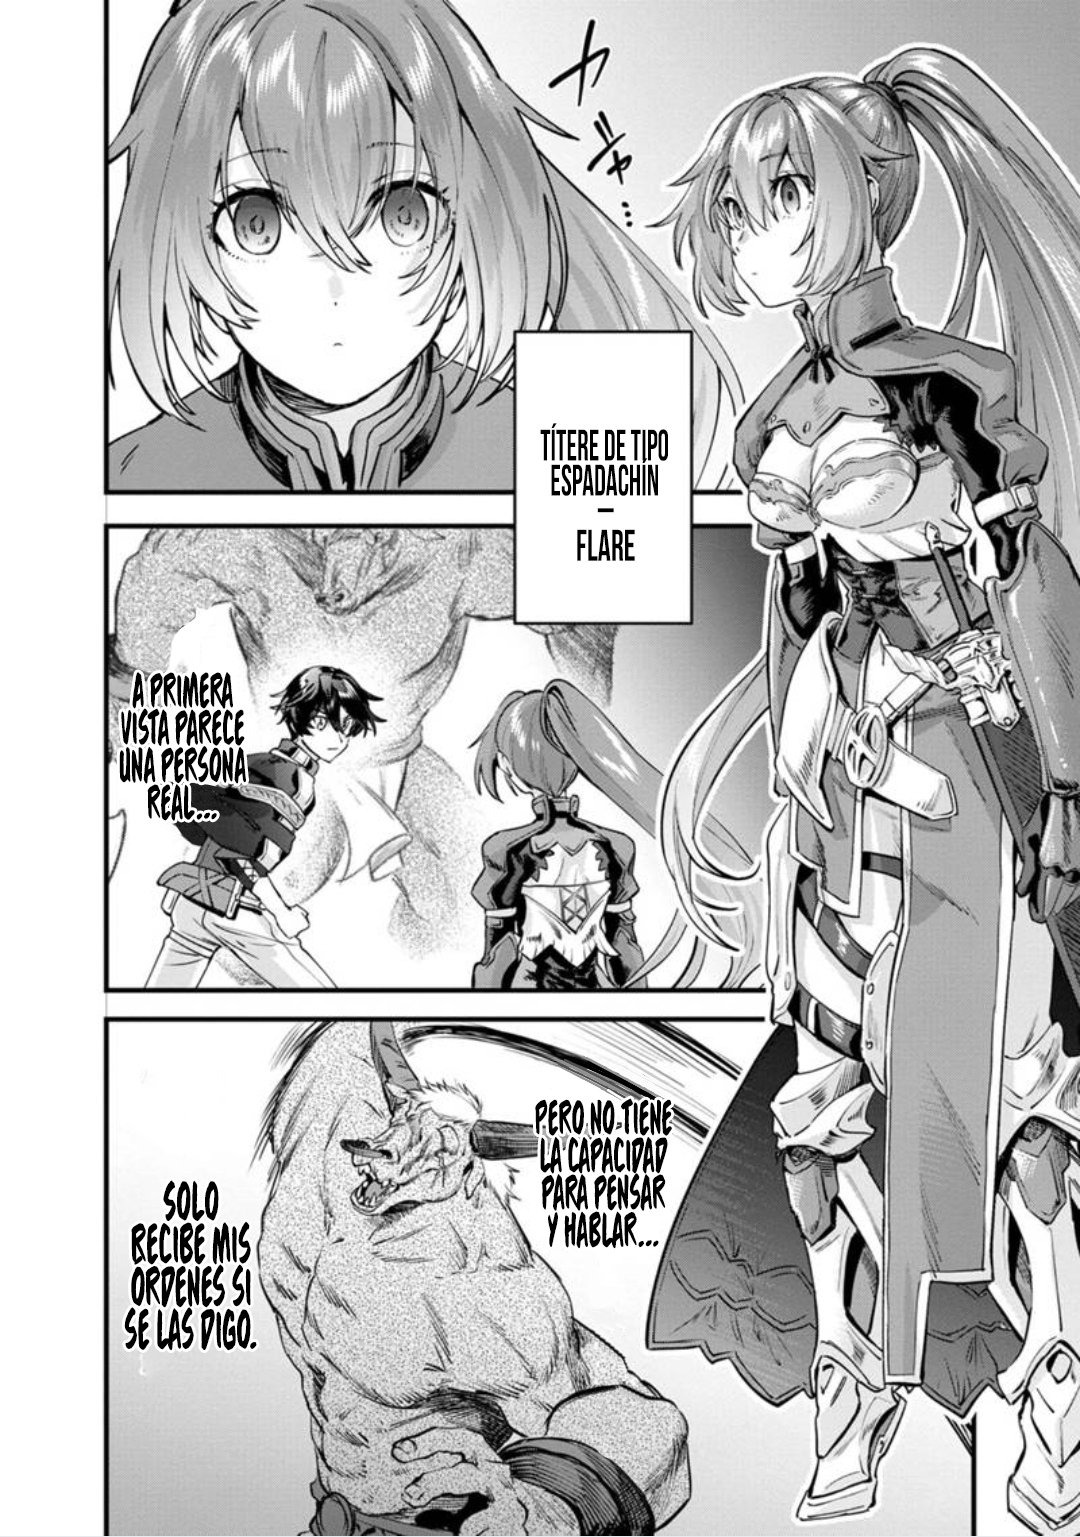 カ
ニャ…
TÍTERE DE TIPO
ESPADACHÍN
–
FLARE
A PRIMERA
VISTA PARECE
UNA PERSONA
REAL...
PERO NO TIENE
LA CAPACIDAD
PARA PENSAR
Y HABLAR...
SOLO
RECIBE MIS
ORDENES SI
SE LAS DIGO.